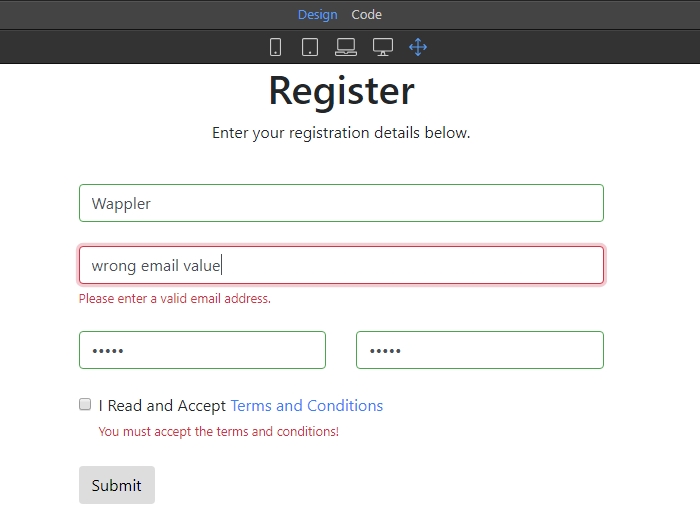 Design Code
Register
Enter your registration details below.
Wappler
wrong email value
Please enter a valid email address.
••••• •••••
I Read and Accept Terms and Conditions
You must accept the terms and conditions!
Submit